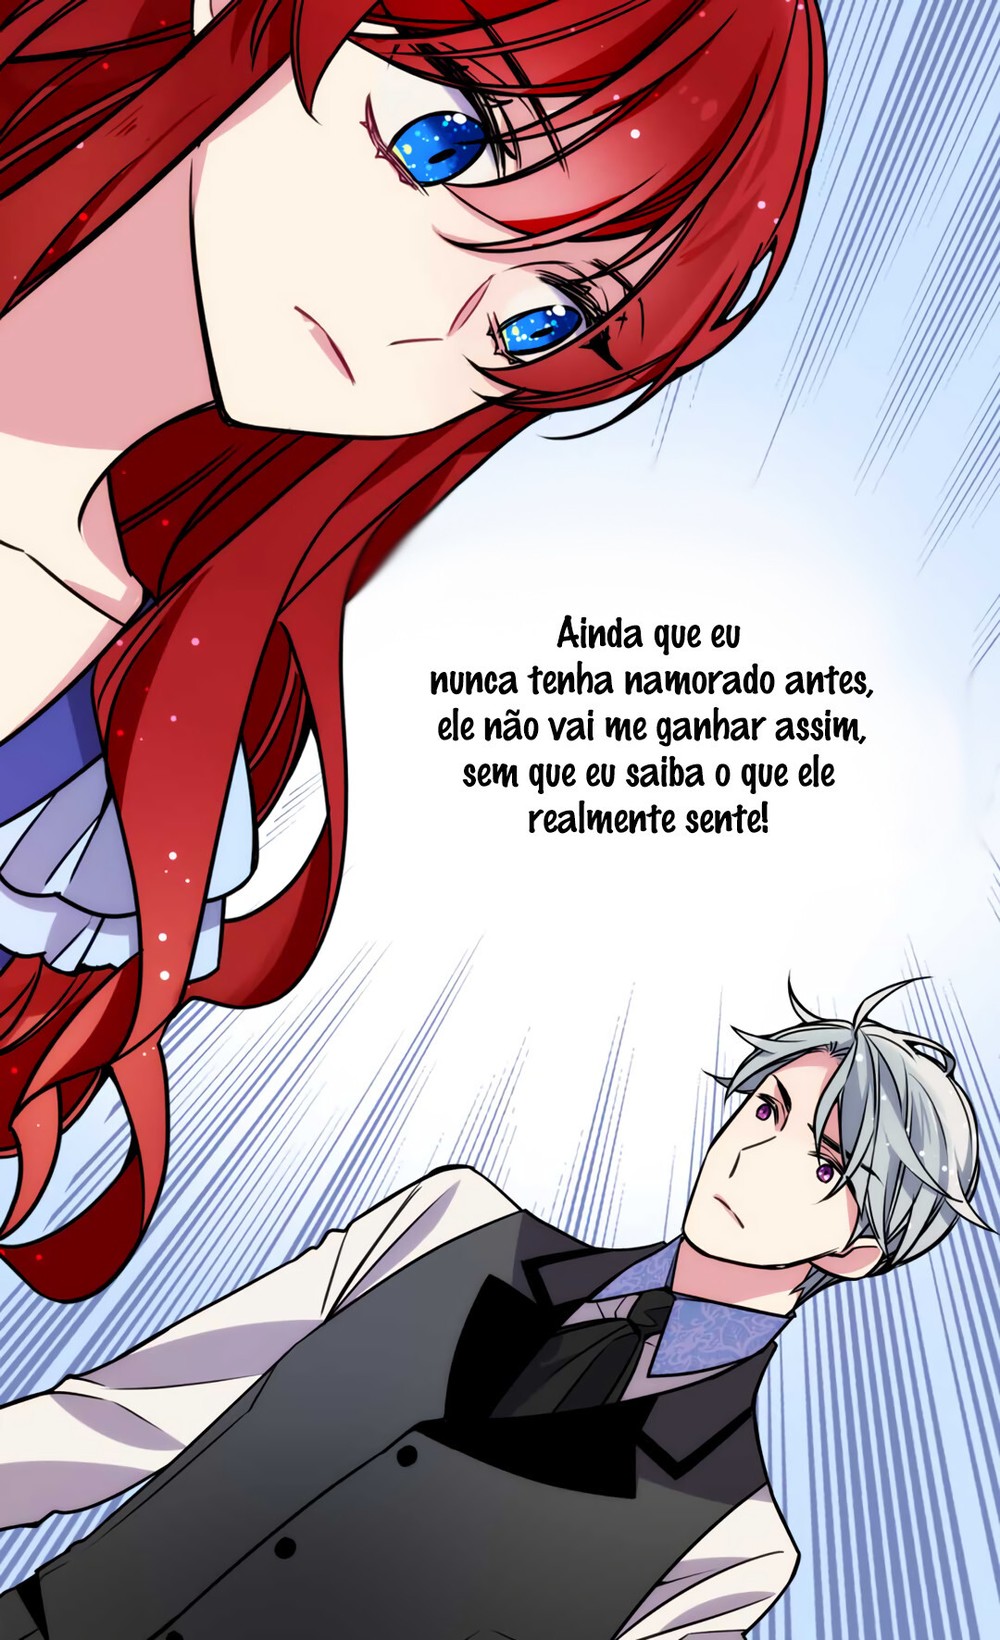 Ainda que eu
nunca tenha namorado antes,
ele não vai me ganhar assim,
sem que eu saiba o que ele
realmente sente!